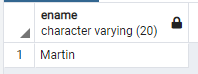 ename
character varying (20)
1 Martin